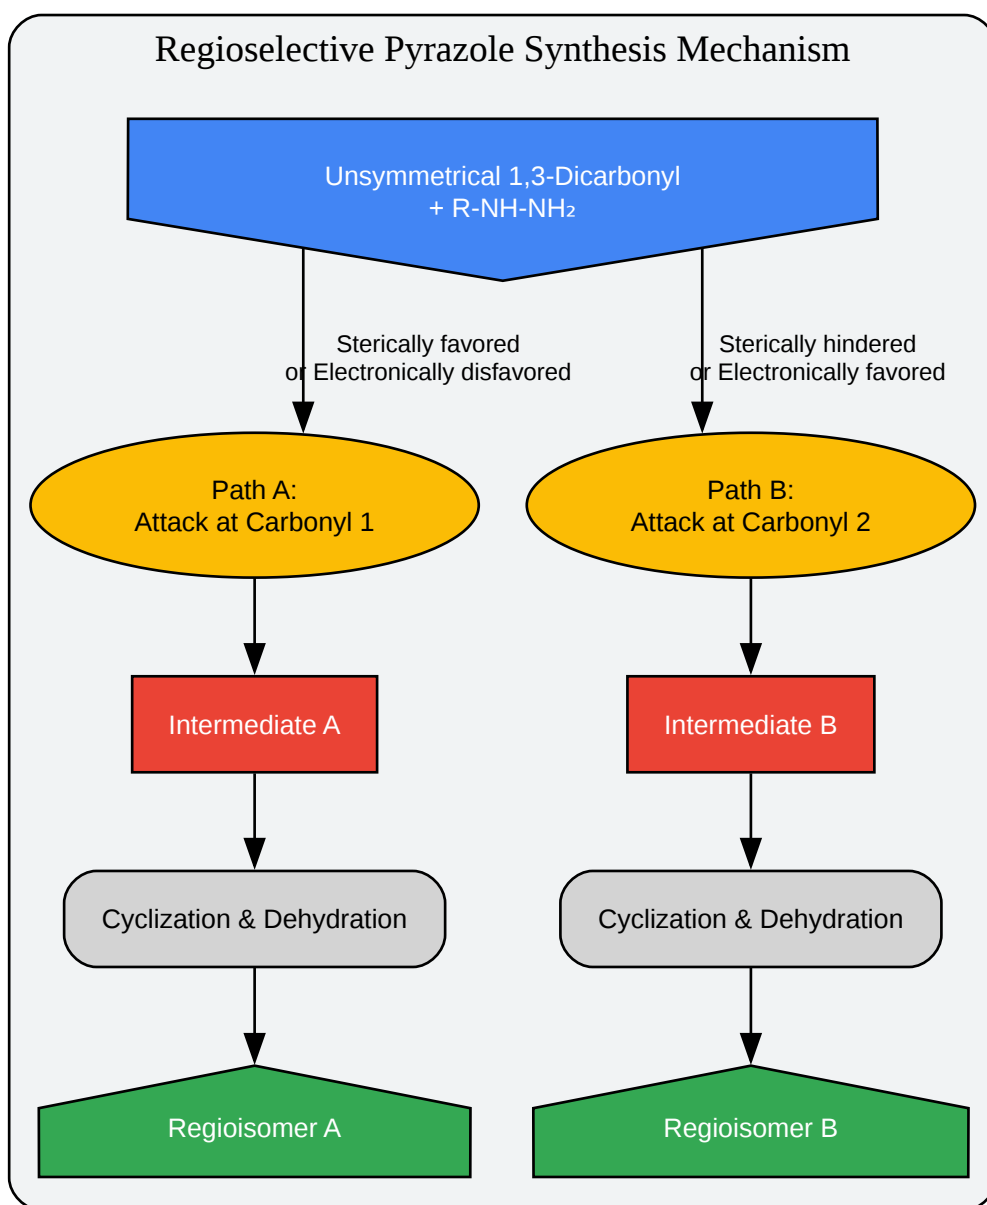 Regioselective Pyrazole Synthesis Mechanism
Unsymmetrical 1,3-Dicarbonyl
+ R-NH-NH₂
Sterically favored
or Electronically disfavored
Sterically hindered
or Electronically favored
Path A:
Attack at Carbonyl 1
Path B:
Attack at Carbonyl 2
Intermediate A
Intermediate B
Cyclization & Dehydration
Cyclization & Dehydration
Regioisomer A
Regioisomer B